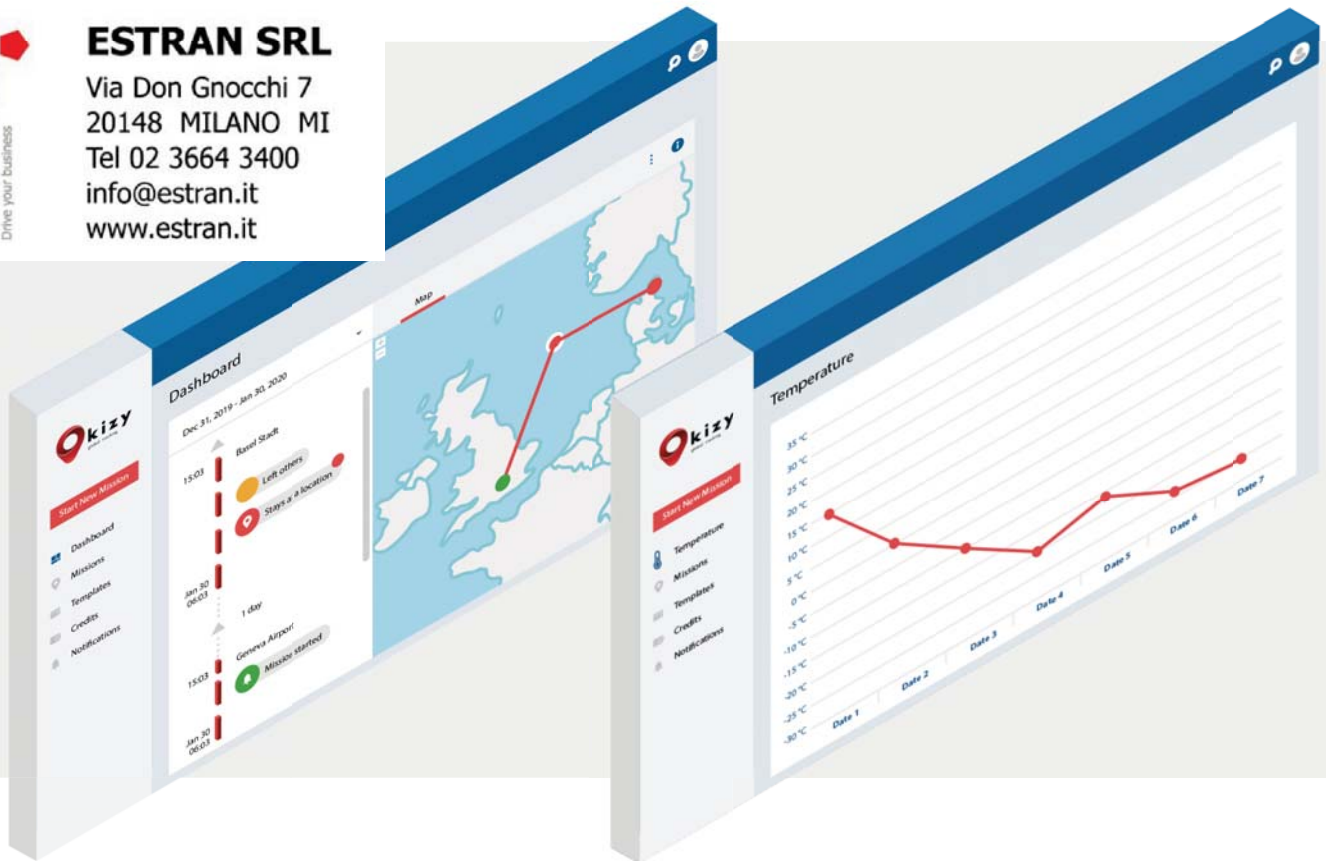 ESTRAN SRL
Via Don Gnocchi 7
20148 MILANO MI
Tel 02 3664 3400
info@estran.it
www.estran.it
Drive your business
kizy
Start New Mission
Dashboard
Missions
Templates
Credits
Notifications
Dashboard
Dec 31, 2019 - Jan 30, 2020
Basel Stadt
15:03
Left others
Stays a a location
Jan 30
06:03
1 day
Geneva Airport
15:03
Mission started
Jan 30
06:03
Map
kizy
Start New Mission
Temperature
Missions
Templates
Credits
Notifications
Temperature
35 °C
30 °C
25 °C
20 °C
15 °C
10 °C
5 °C
0 °C
-5 °C
-10 °C
-15 °C
-20 °C
-25 °C
-30 °C
Date 1
Date 2
Date 3
Date 4
Date 5
Date 6
Date 7